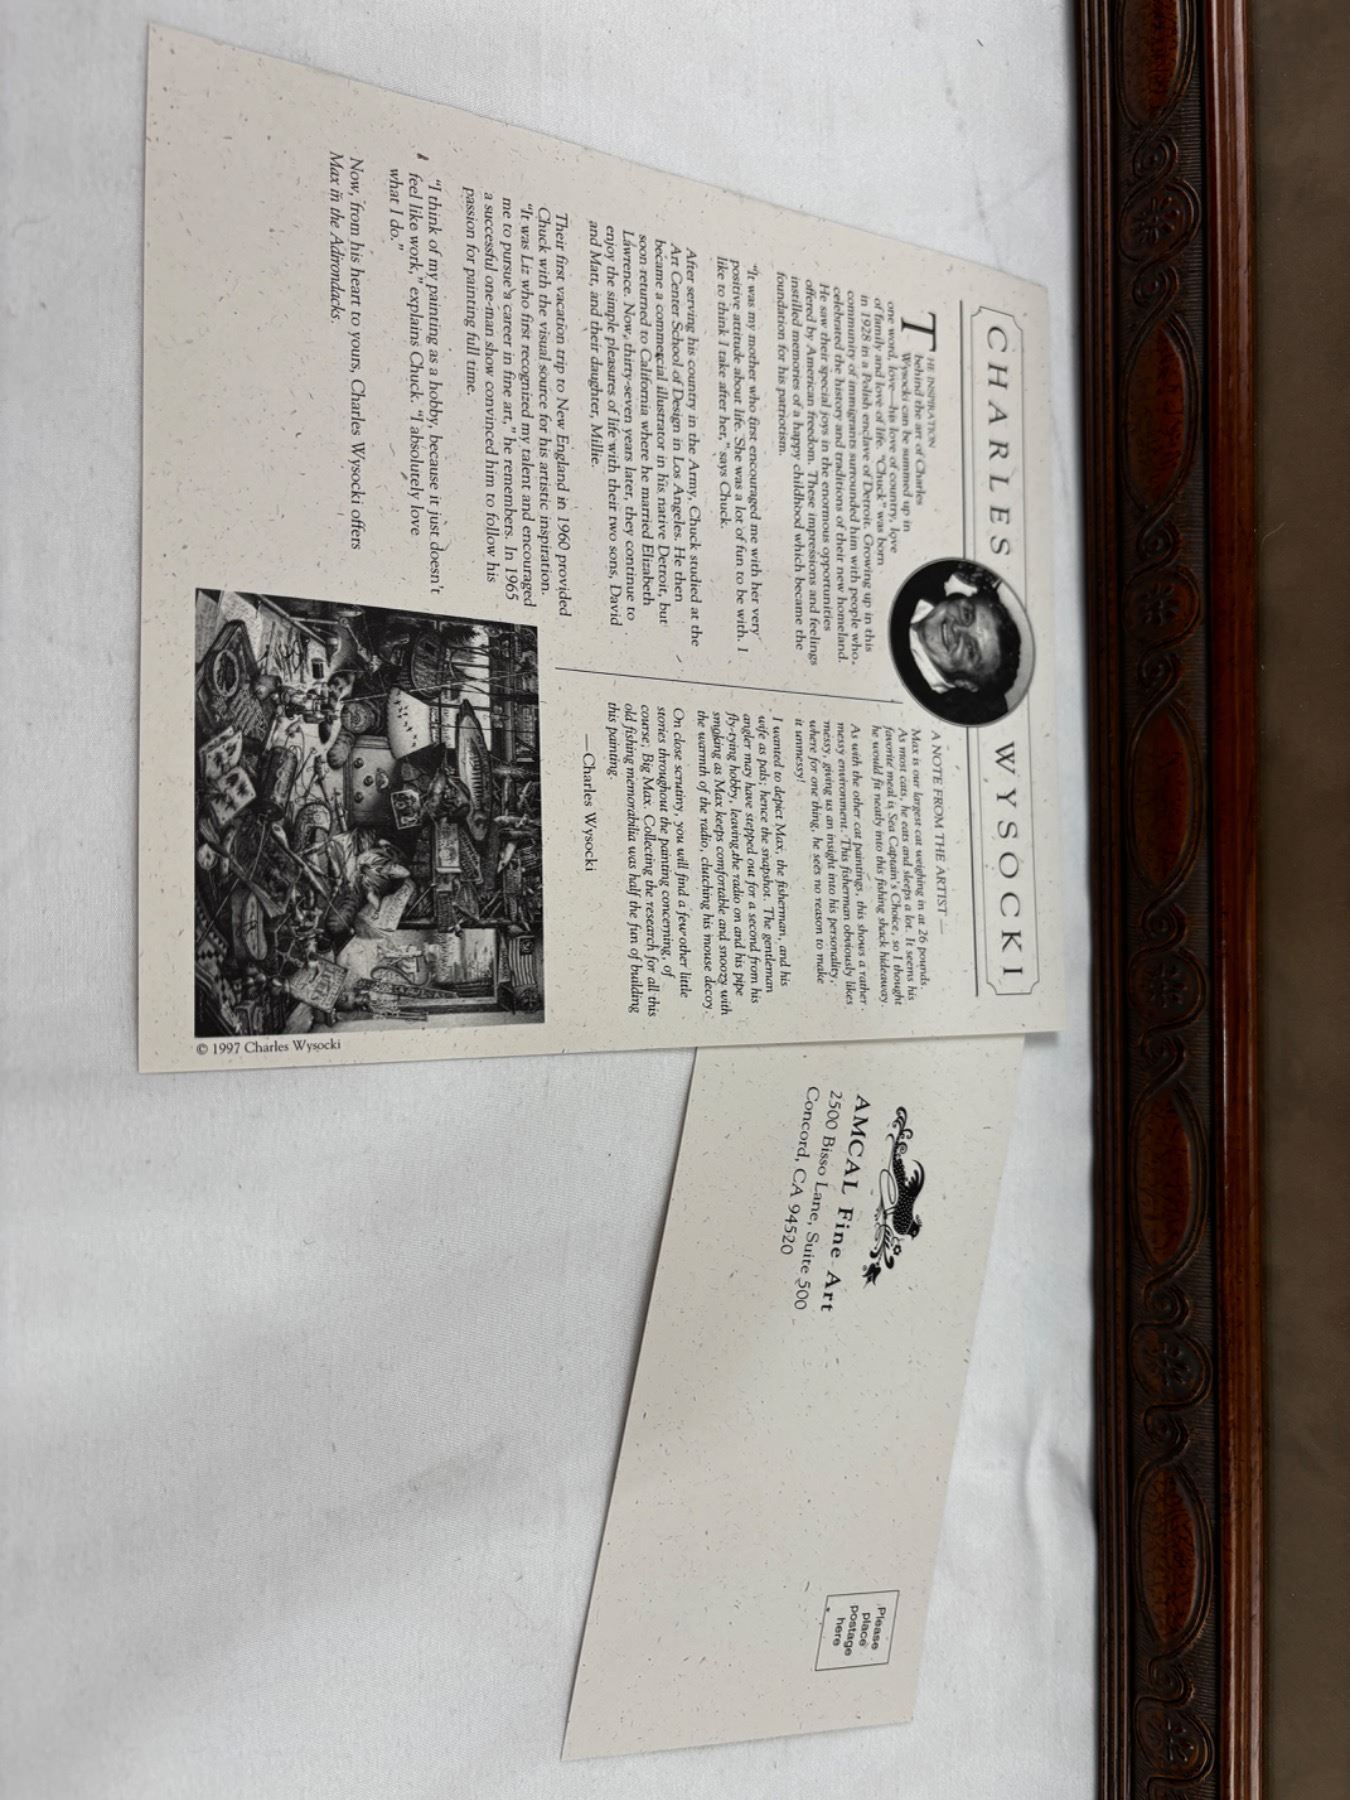 CHARLES WYSOCKI
THE INSPIRATION
behind the art of Charles
Wysocki can be summed up in
one word, love—his love of country, love
of family and love of life. "Chuck" was born
in 1928 in a Polish enclave of Detroit. Growing up in this
community of immigrants surrounded him with people who
celebrated the history and traditions of their new homeland.
He saw their special joys in the enormous opportunities
offered by American freedom. These impressions and feelings
instilled memories of a happy childhood which became the
foundation for his patriotism.
"It was my mother who first encouraged me with her very
positive attitude about life. She was a lot of fun to be with. I
like to think I take after her," says Chuck.
After serving his country in the Army, Chuck studied at the
Art Center School of Design in Los Angeles. He then
became a commercial illustrator in his native Detroit, but
soon returned to California where he married Elizabeth
Lawrence. Now, thirty-seven years later, they continue to
enjoy the simple pleasures of life with their two sons, David
and Matt, and their daughter, Millie.
Their first vacation trip to New England in 1960 provided
Chuck with the visual source for his artistic inspiration.
"It was Liz who first recognized my talent and encouraged
me to pursue a career in fine art," he remembers. In 1965
a successful one-man show convinced him to follow his
passion for painting full time.
"I think of my painting as a hobby, because it just doesn't
feel like work," explains Chuck. "I absolutely love
what I do."
Now, from his heart to yours, Charles Wysocki offers
Max in the Adirondacks.
A NOTE FROM THE ARTIST —
Max is our largest cat weighing in at 26 pounds.
As most cats, he eats and sleeps a lot. It seems his
favorite meal is Sea Captain's Choice, so I thought
he would fit neatly into this fishing shack hideaway.
As with the other cat paintings, this shows a rather
messy environment. This fisherman obviously likes
messy, giving us an insight into his personality;
where for one thing, he sees no reason to make
it unmessy!
I wanted to depict Max, the fisherman, and his
wife as pals; hence the snapshot. The gentleman
angler may have stepped out for a second from his
fly-tying hobby, leaving the radio on and his pipe
smoking as Max keeps comfortable and snoozy with
the warmth of the radio, clutching his mouse decoy.
On close scrutiny, you will find a few other little
stories throughout the painting concerning, of
course; Big Max. Collecting the research for all this
old fishing memorabilia was half the fun of building
this painting.
—Charles Wysocki
© 1997 Charles Wysocki
AMCAL Fine Art
2500 Bisso Lane, Suite 500
Concord, CA 94520
Please
place
postage
here